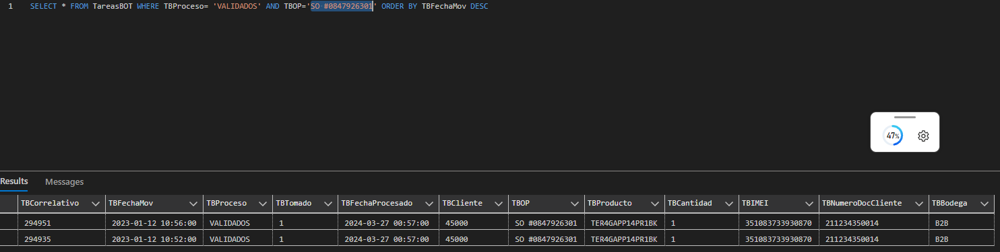 1 SELECT * FROM TareasBOT WHERE TBProceso= 'VALIDADOS' AND TBOP='SO #0847926301' ORDER BY TBFechaMov DESC
47%
Results Messages
TBCorrelativo TBFechaMov TBProceso TBTomado TBFechaProcesado TBCliente TBOP TBProducto TBCantidad TBIMEI TBNumeroDocCliente TBBodega
294951 2023-01-12 10:56:00 VALIDADOS 1 2024-03-27 00:57:00 45000 SO #0847926301 TER4GAPP14PR1BK 1 351083733930870 211234350014 B2B
294935 2023-01-12 10:52:00 VALIDADOS 1 2024-03-27 00:57:00 45000 SO #0847926301 TER4GAPP14PR1BK 1 351083733930870 211234350014 B2B